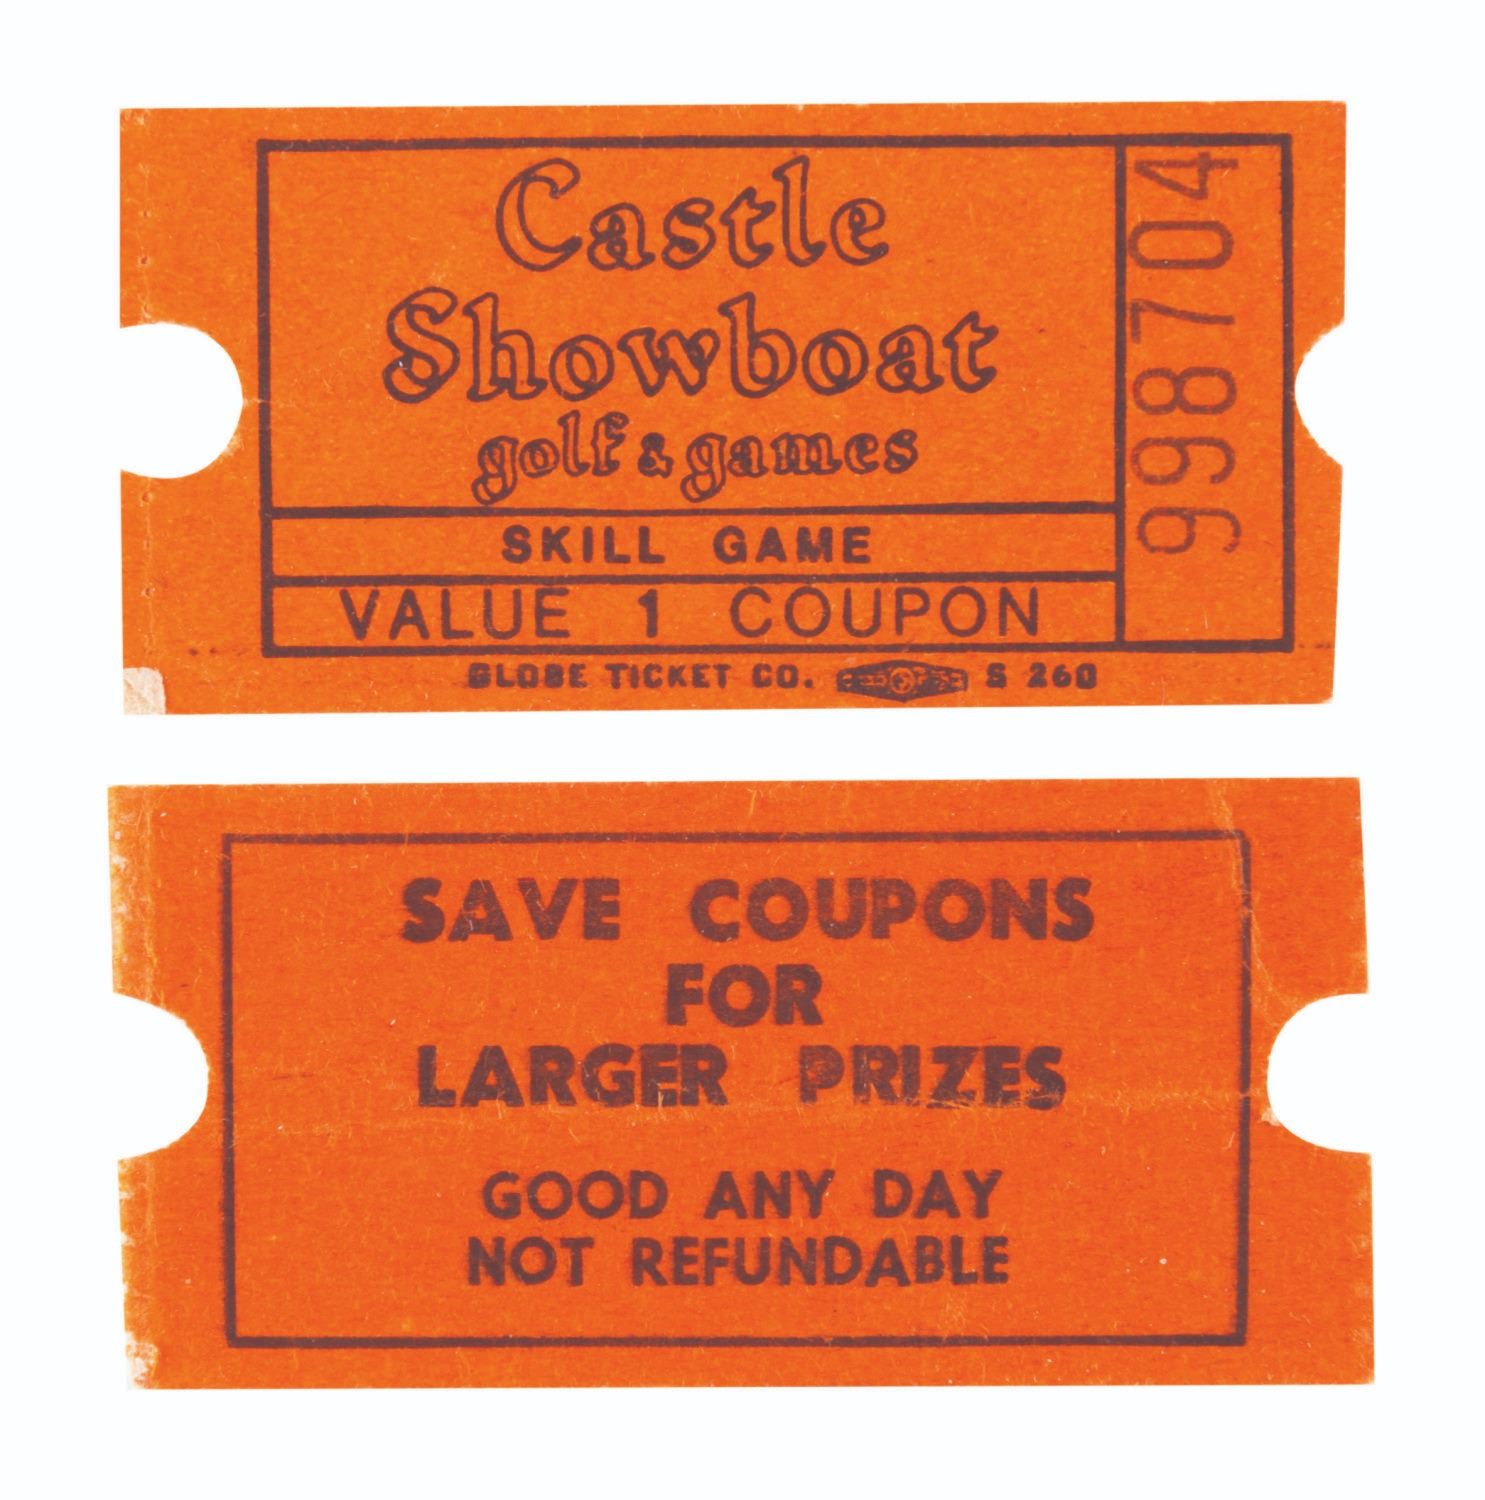 Castle
Showboat
golf & games
SKILL GAME
VALUE 1 COUPON
998704
GLOBE TICKET CO. S 260
SAVE COUPONS
FOR
LARGER PRIZES
GOOD ANY DAY
NOT REFUNDABLE